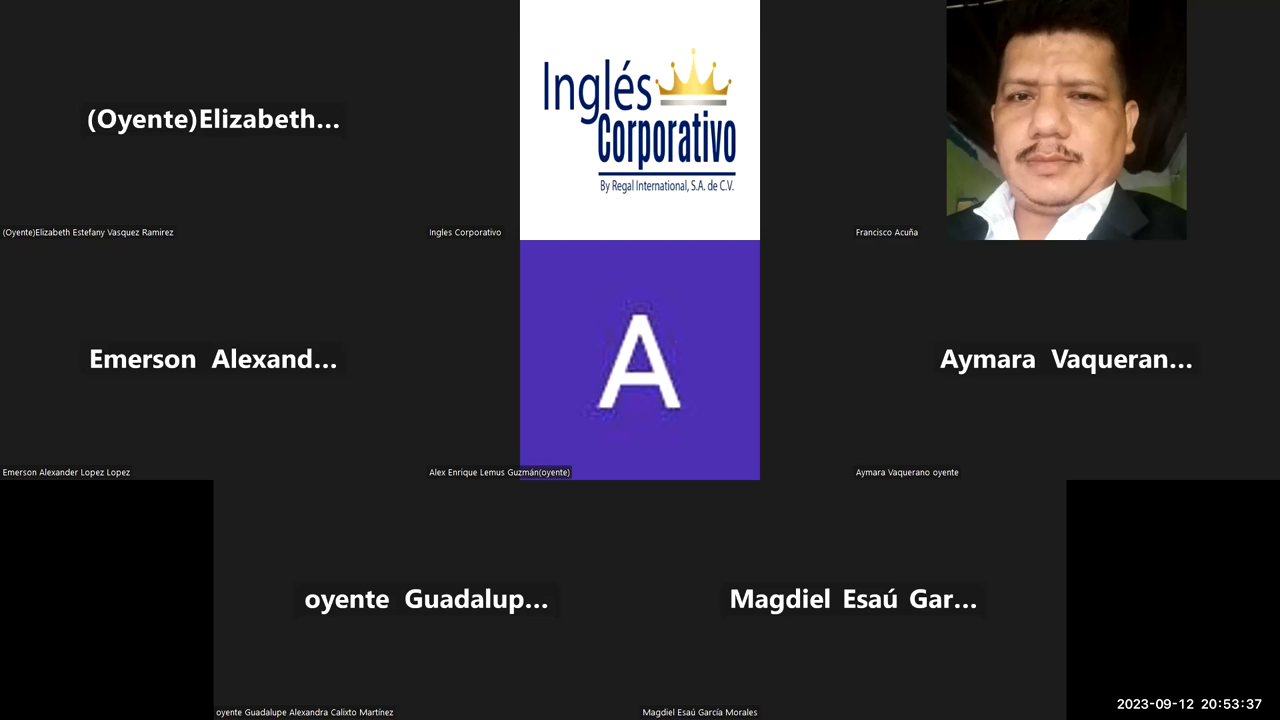 (Oyente)Elizabeth...
(Oyente)Elizabeth Estefany Vasquez Ramirez
Inglés
Corporativo
By Regal International, S.A. de C.V.
Ingles Corporativo
Francisco Acuña
Emerson Alexand...
Emerson Alexander Lopez Lopez
A
Alex Enrique Lemus Guzmán(oyente)
Aymara Vaqueran...
Aymara Vaquerano oyente
oyente Guadalup...
oyente Guadalupe Alexandra Calixto Martínez
Magdiel Esaú Gar...
Magdiel Esaú García Morales
2023-09-12 20:53:37